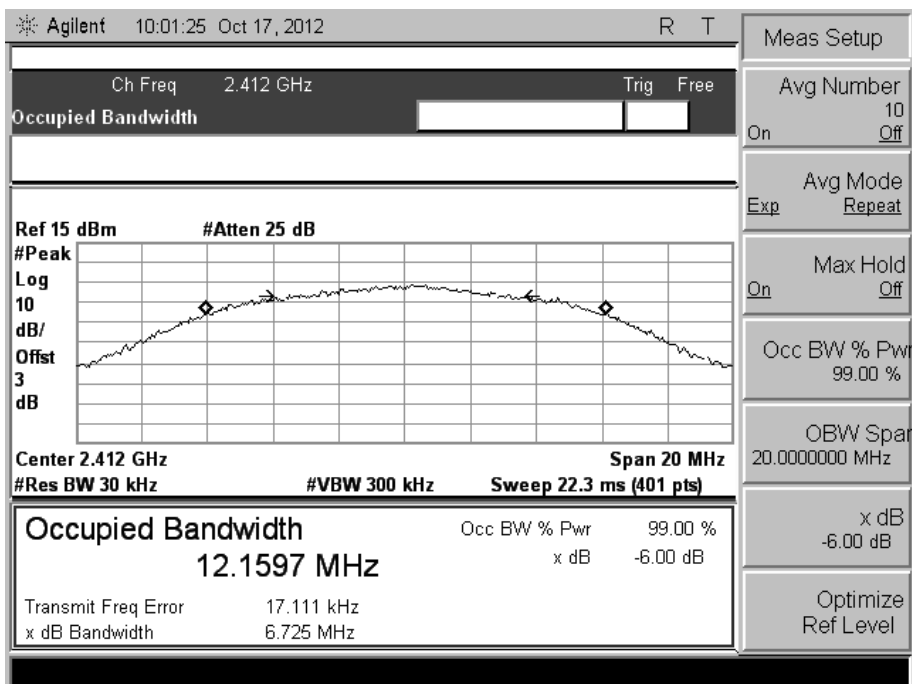 Agilent 10:01:25 Oct 17, 2012 R T
Ch Freq 2.412 GHz Trig Free
Occupied Bandwidth
Ref 15 dBm #Atten 25 dB
#Peak
Log
10
dB/
Offst
3
dB
Center 2.412 GHz Span 20 MHz
#Res BW 30 kHz #VBW 300 kHz Sweep 22.3 ms (401 pts)
Occupied Bandwidth
12.1597 MHz
Occ BW % Pwr 99.00 %
x dB -6.00 dB
Transmit Freq Error 17.111 kHz
x dB Bandwidth 6.725 MHz
Meas Setup
Avg Number
10
On Off
Avg Mode
Exp Repeat
Max Hold
On Off
Occ BW % Pwr
99.00 %
OBW Span
20.0000000 MHz
x dB
-6.00 dB
Optimize
Ref Level